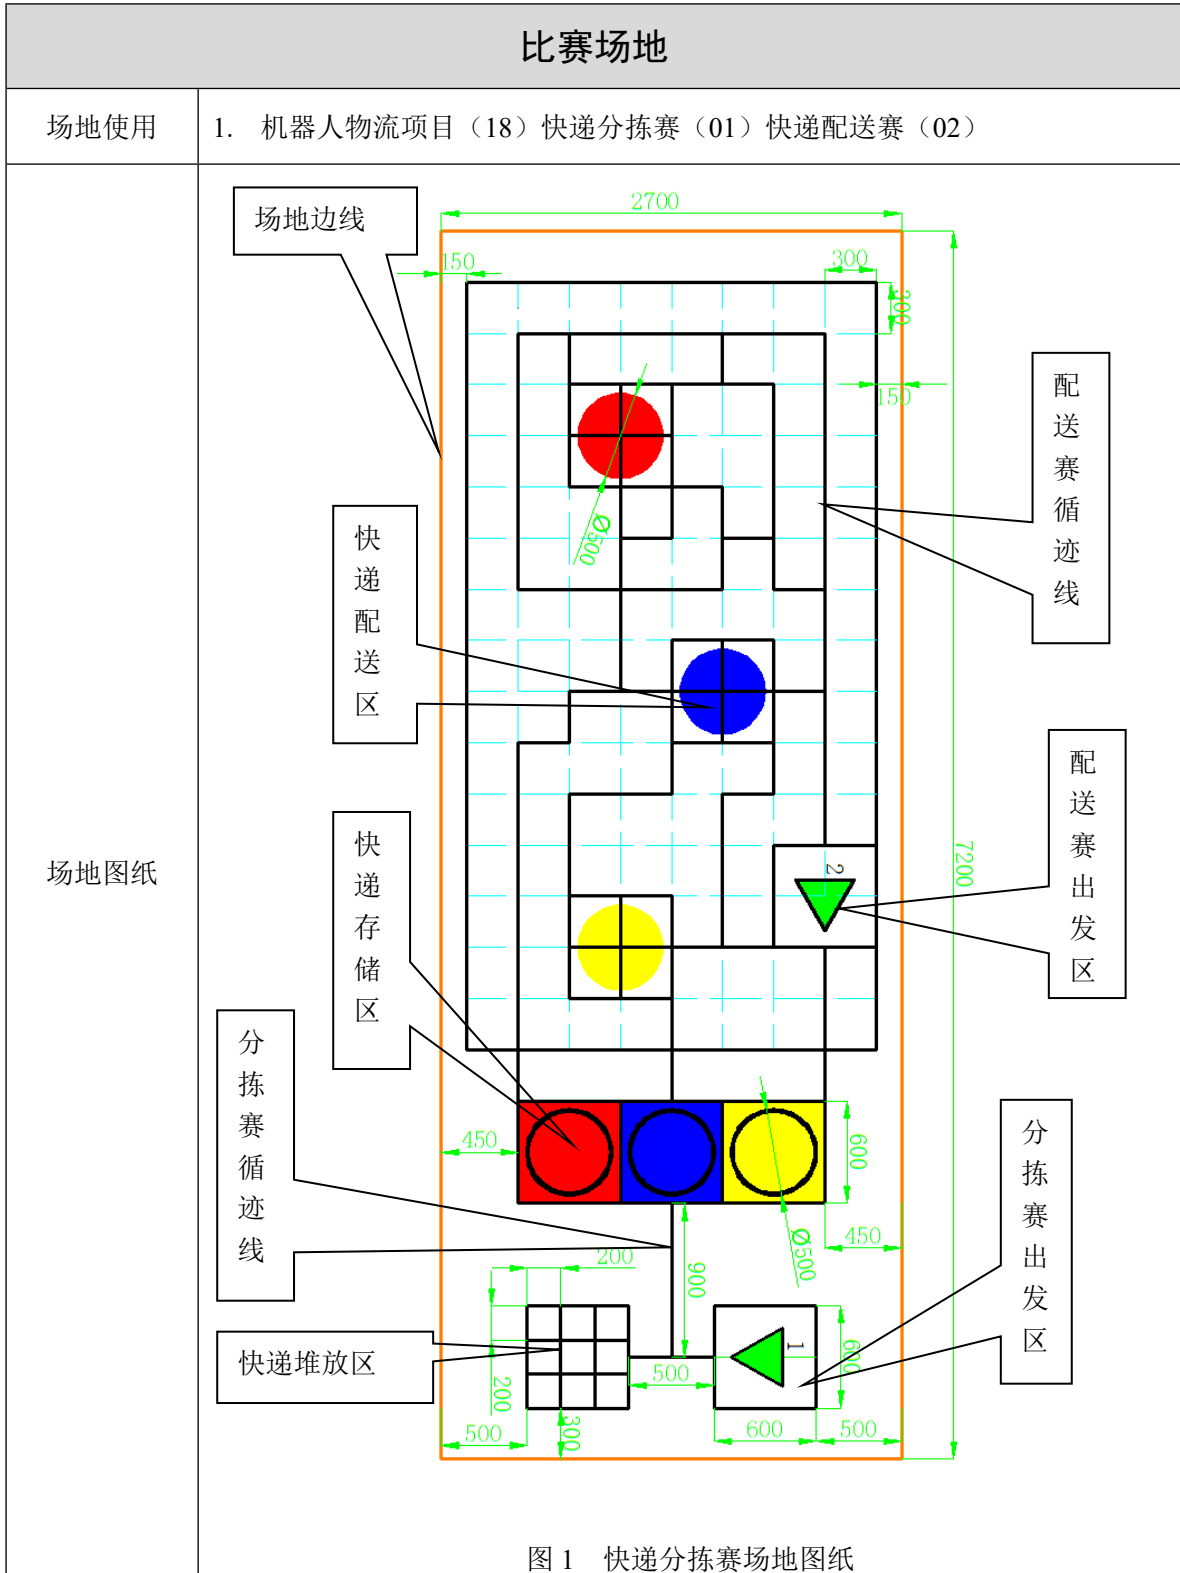 比赛场地
场地使用
1. 机器人物流项目（18）快递分拣赛（01）快递配送赛（02）
场地图纸
场地边线
2700
150
300
300
150
配送赛循迹线
Ø500
快递配送区
配送赛出发区
7200
2
快递存储区
分拣赛循迹线
450
600
Ø500
450
分拣赛出发区
200
900
快递堆放区
200
500
1
600
500
300
600
500
图 1 快递分拣赛场地图纸